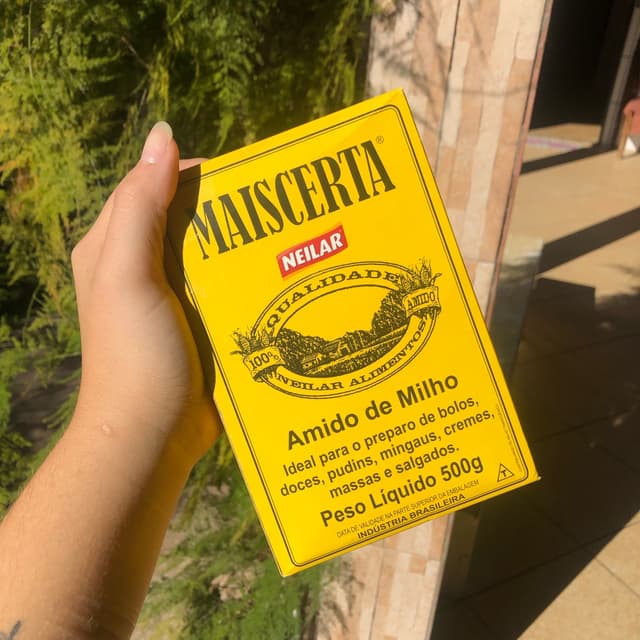 MAISCERTA®
NEILAR
QUALIDADE
100% AMIDO
NEILAR ALIMENTOS
Amido de Milho
Ideal para o preparo de bolos,
doces, pudins, mingaus, cremes,
massas e salgados.
Peso Líquido 500g
DATA DE VALIDADE NA PARTE SUPERIOR DA EMBALAGEM
INDÚSTRIA BRASILEIRA
T